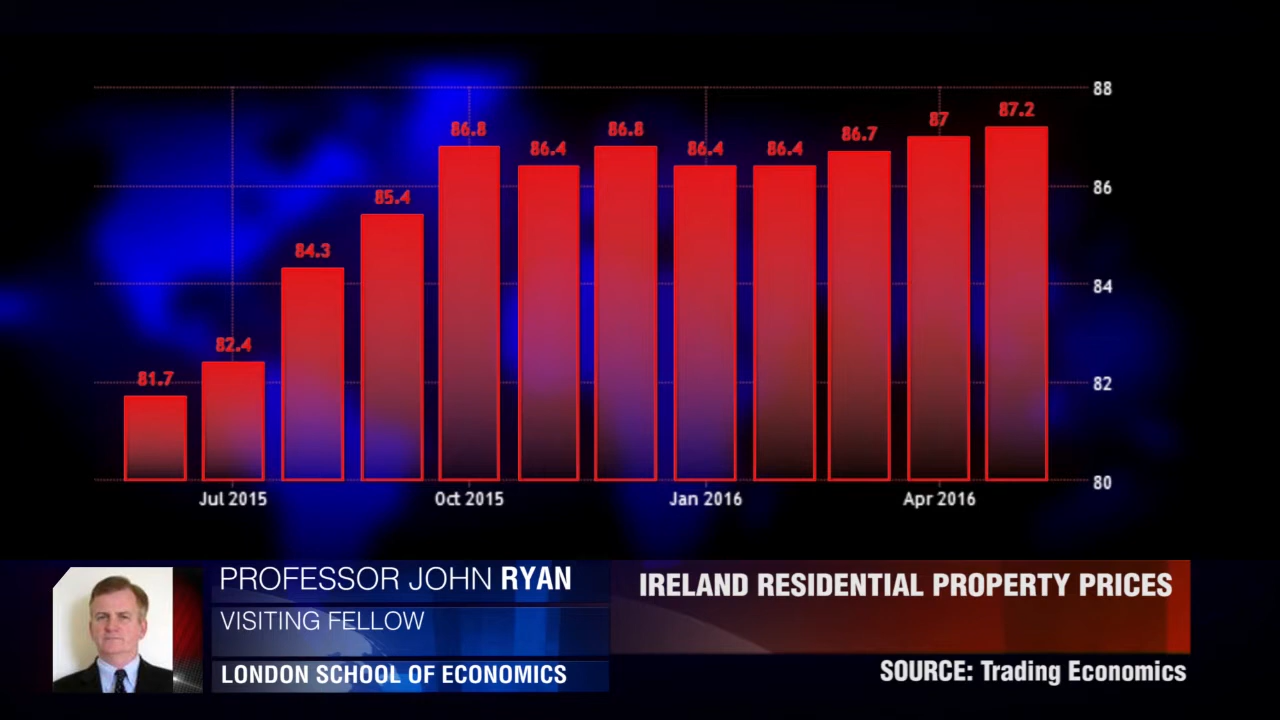 88
87.2
87
86.8
86.8
86.7
86.4
86.4
86.4
86
85.4
84.3
84
82.4
82
81.7
80
Jul 2015
Oct 2015
Jan 2016
Apr 2016
PROFESSOR JOHN RYAN
VISITING FELLOW
LONDON SCHOOL OF ECONOMICS
IRELAND RESIDENTIAL PROPERTY PRICES
SOURCE: Trading Economics